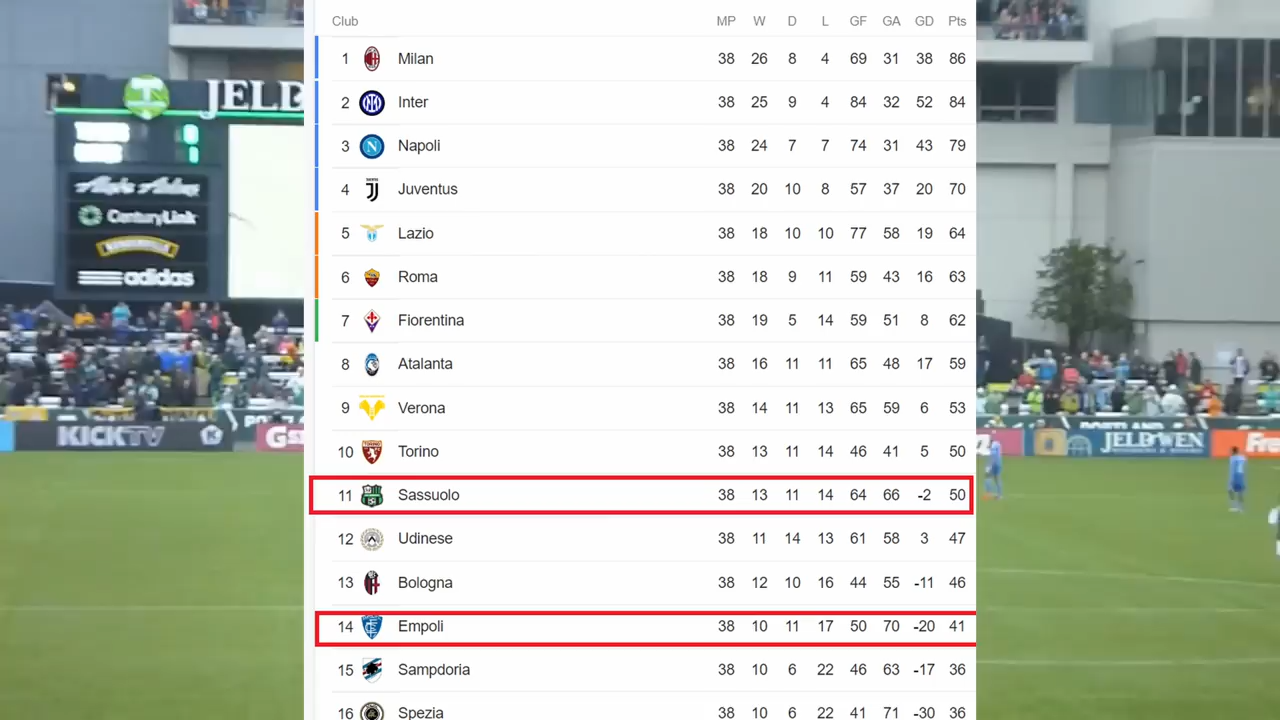 Club MP W D L GF GA GD Pts
1 Milan 38 26 8 4 69 31 38 86
2 Inter 38 25 9 4 84 32 52 84
3 Napoli 38 24 7 7 74 31 43 79
4 Juventus 38 20 10 8 57 37 20 70
5 Lazio 38 18 10 10 77 58 19 64
6 Roma 38 18 9 11 59 43 16 63
7 Fiorentina 38 19 5 14 59 51 8 62
8 Atalanta 38 16 11 11 65 48 17 59
9 Verona 38 14 11 13 65 59 6 53
10 Torino 38 13 11 14 46 41 5 50
11 Sassuolo 38 13 11 14 64 66 -2 50
12 Udinese 38 11 14 13 61 58 3 47
13 Bologna 38 12 10 16 44 55 -11 46
14 Empoli 38 10 11 17 50 70 -20 41
15 Sampdoria 38 10 6 22 46 63 -17 36
16 Spezia 38 10 6 22 41 71 -30 36
JELD
Alaska Airlines
CenturyLink
adidas
KICKTV
JELD WEN